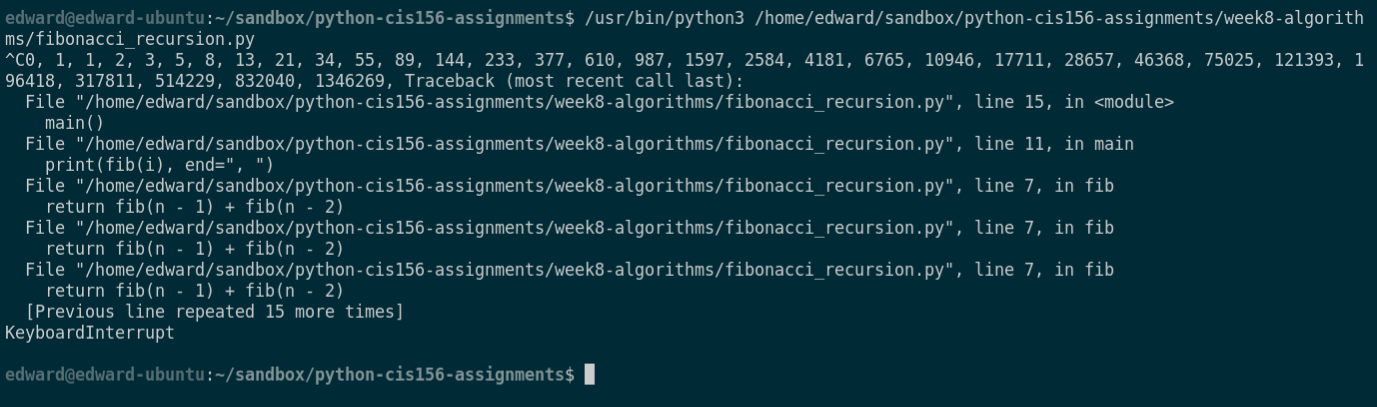 edward@edward-ubuntu:~/sandbox/python-cis156-assignments$ /usr/bin/python3 /home/edward/sandbox/python-cis156-assignments/week8-algorith
ms/fibonacci_recursion.py
^C0, 1, 1, 2, 3, 5, 8, 13, 21, 34, 55, 89, 144, 233, 377, 610, 987, 1597, 2584, 4181, 6765, 10946, 17711, 28657, 46368, 75025, 121393, 1
96418, 317811, 514229, 832040, 1346269, Traceback (most recent call last):
  File "/home/edward/sandbox/python-cis156-assignments/week8-algorithms/fibonacci_recursion.py", line 15, in <module>
    main()
  File "/home/edward/sandbox/python-cis156-assignments/week8-algorithms/fibonacci_recursion.py", line 11, in main
    print(fib(i), end=", ")
  File "/home/edward/sandbox/python-cis156-assignments/week8-algorithms/fibonacci_recursion.py", line 7, in fib
    return fib(n - 1) + fib(n - 2)
  File "/home/edward/sandbox/python-cis156-assignments/week8-algorithms/fibonacci_recursion.py", line 7, in fib
    return fib(n - 1) + fib(n - 2)
  File "/home/edward/sandbox/python-cis156-assignments/week8-algorithms/fibonacci_recursion.py", line 7, in fib
    return fib(n - 1) + fib(n - 2)
  [Previous line repeated 15 more times]
KeyboardInterrupt
edward@edward-ubuntu:~/sandbox/python-cis156-assignments$